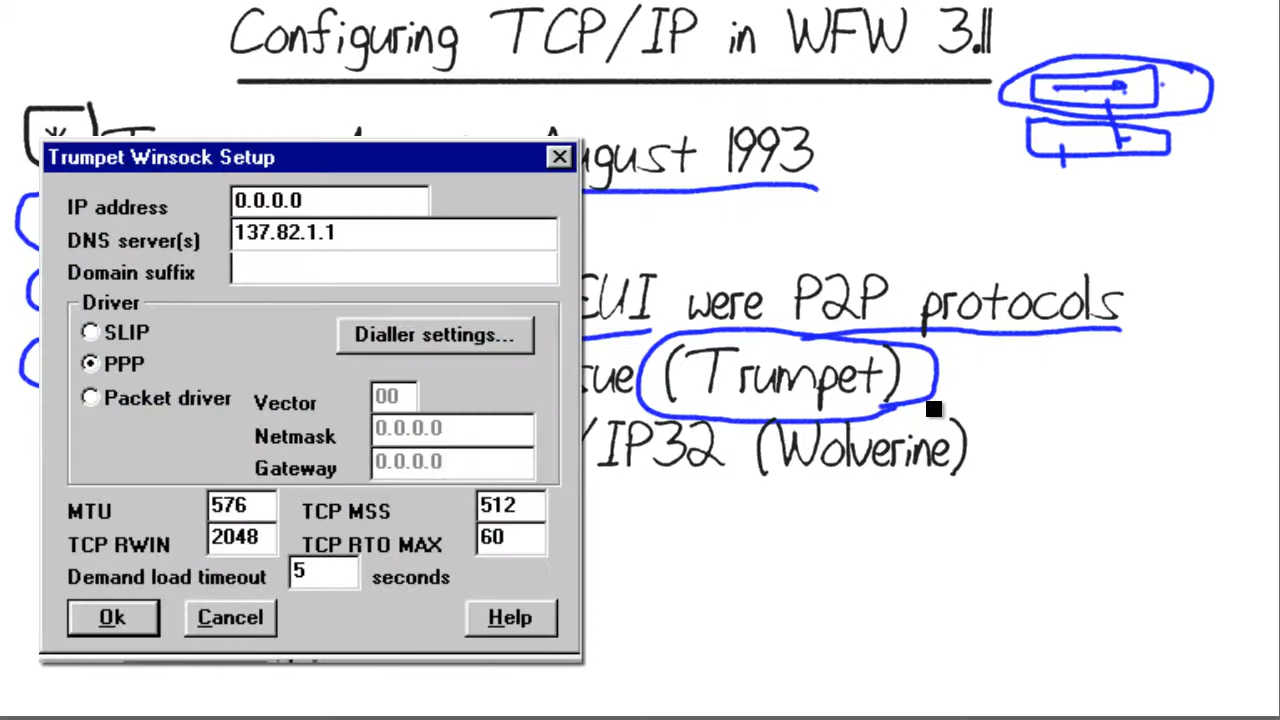 Configuring TCP/IP in WFW 3.11
August 1993
EUI were P2P protocols
(Trumpet)
/IP32 (Wolverine)
Trumpet Winsock Setup
IP address 0.0.0.0
DNS server(s) 137.82.1.1
Domain suffix
Driver
SLIP
Dialler settings...
PPP
Packet driver
Vector 00
Netmask 0.0.0.0
Gateway 0.0.0.0
MTU 576 TCP MSS 512
TCP RWIN 2048 TCP RTO MAX 60
Demand load timeout 5 seconds
Ok Cancel Help